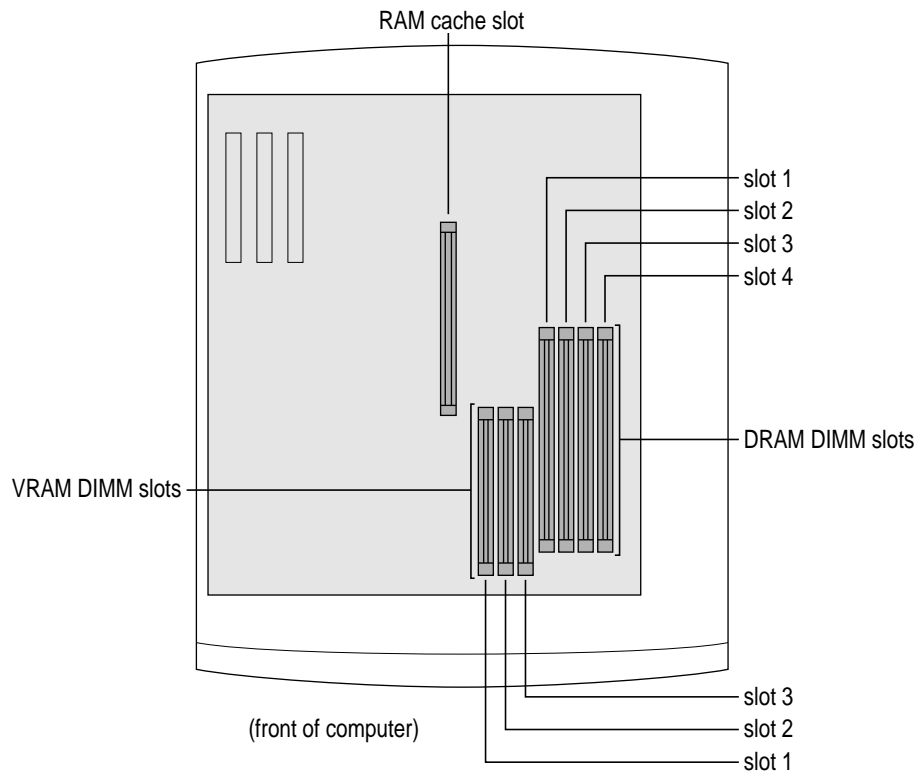 RAM cache slot
slot 1
slot 2
slot 3
slot 4
DRAM DIMM slots
VRAM DIMM slots
slot 3
(front of computer)
slot 2
slot 1